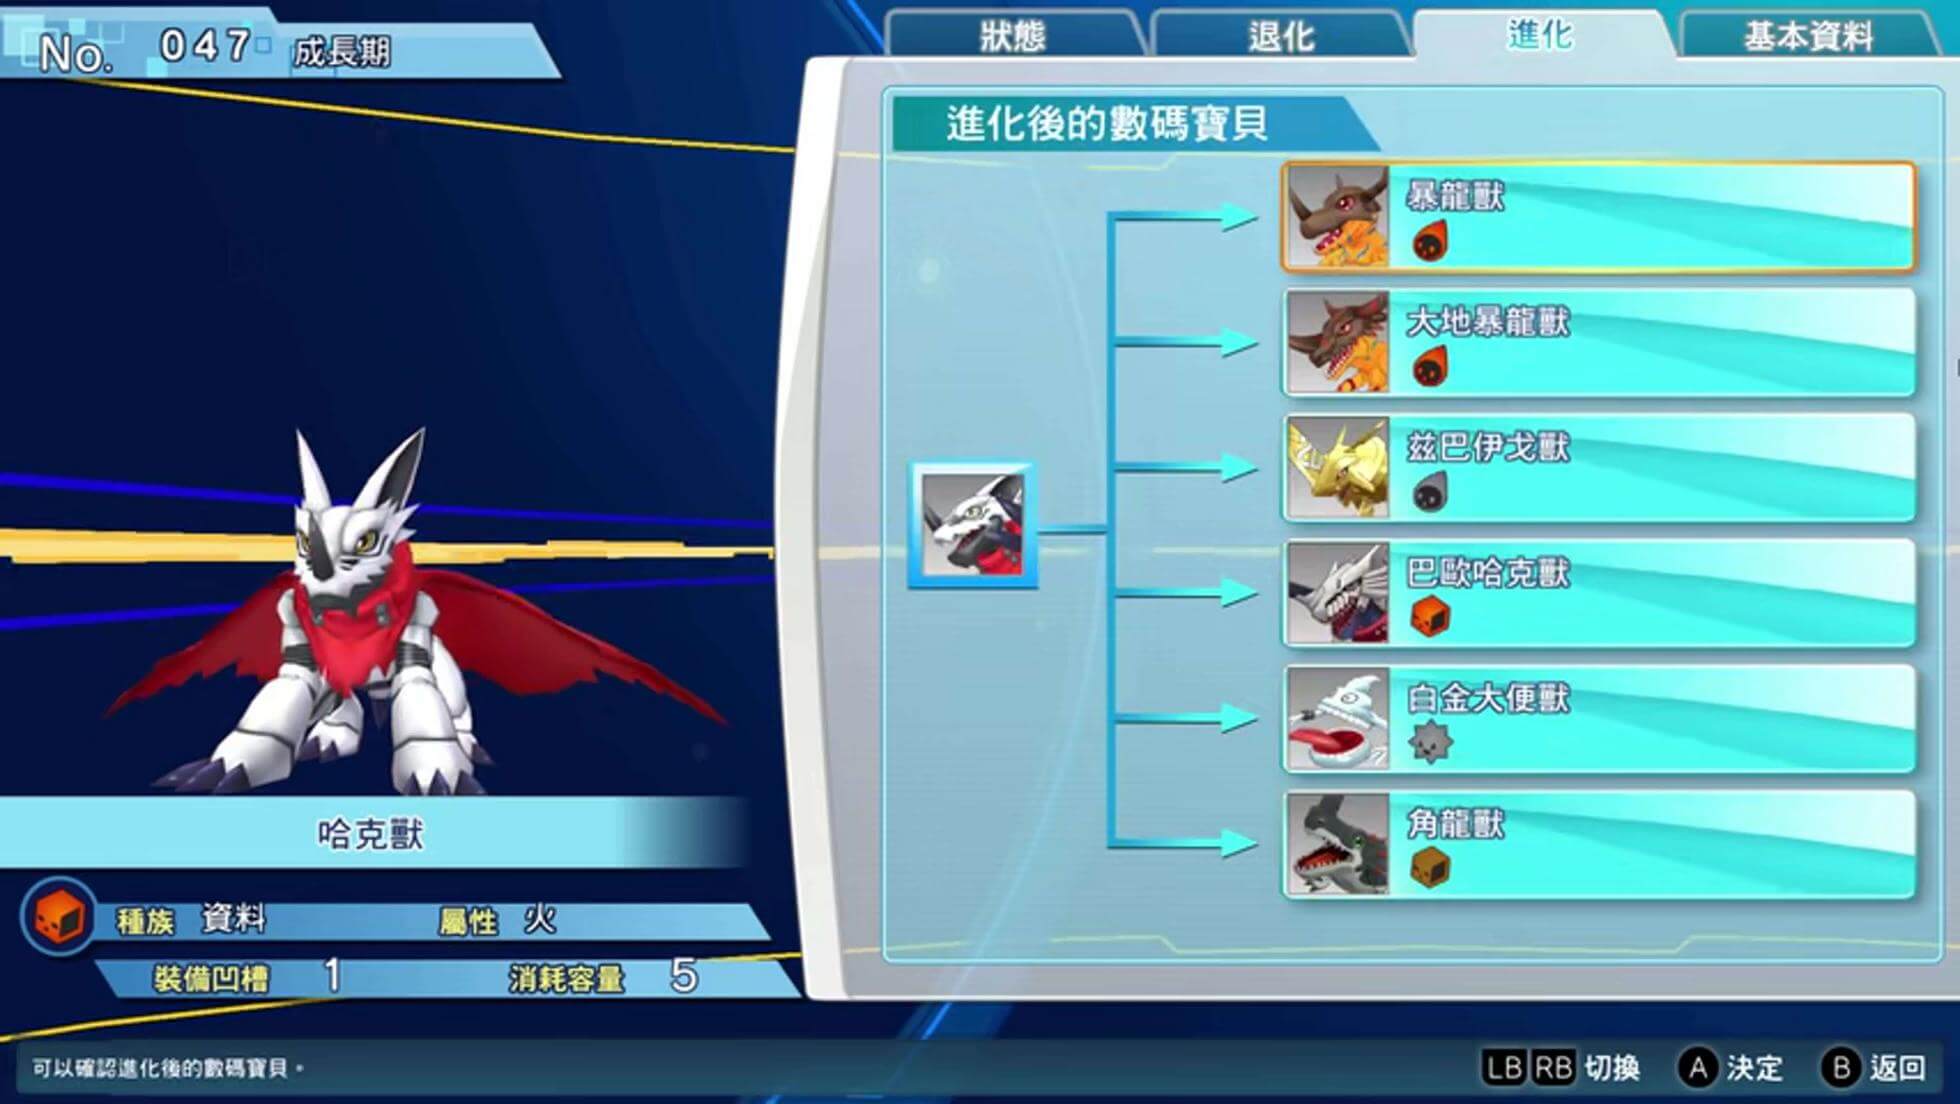 No. 047 成長期
狀態 退化 進化 基本資料
進化後的數碼寶貝
暴龍獸
大地暴龍獸
茲巴伊戈獸
巴歐哈克獸
白金大便獸
角龍獸
哈克獸
種族 資料 屬性 火
裝備凹槽 1 消耗容量 5
可以確認進化後的數碼寶貝。
LB RB 切換 A 決定 B 返回